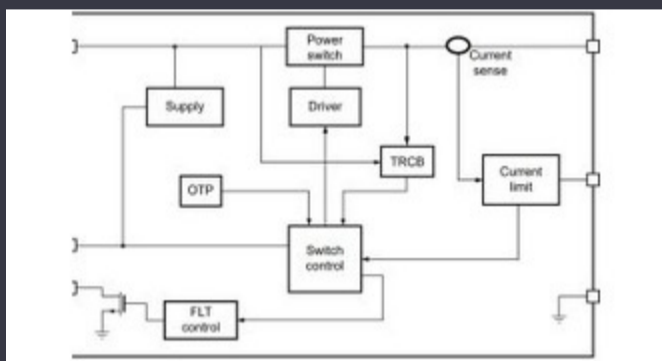 Power
switch
Current
sense
Supply
Driver
TRCB
Current
limit
OTP
Switch
control
FLT
control